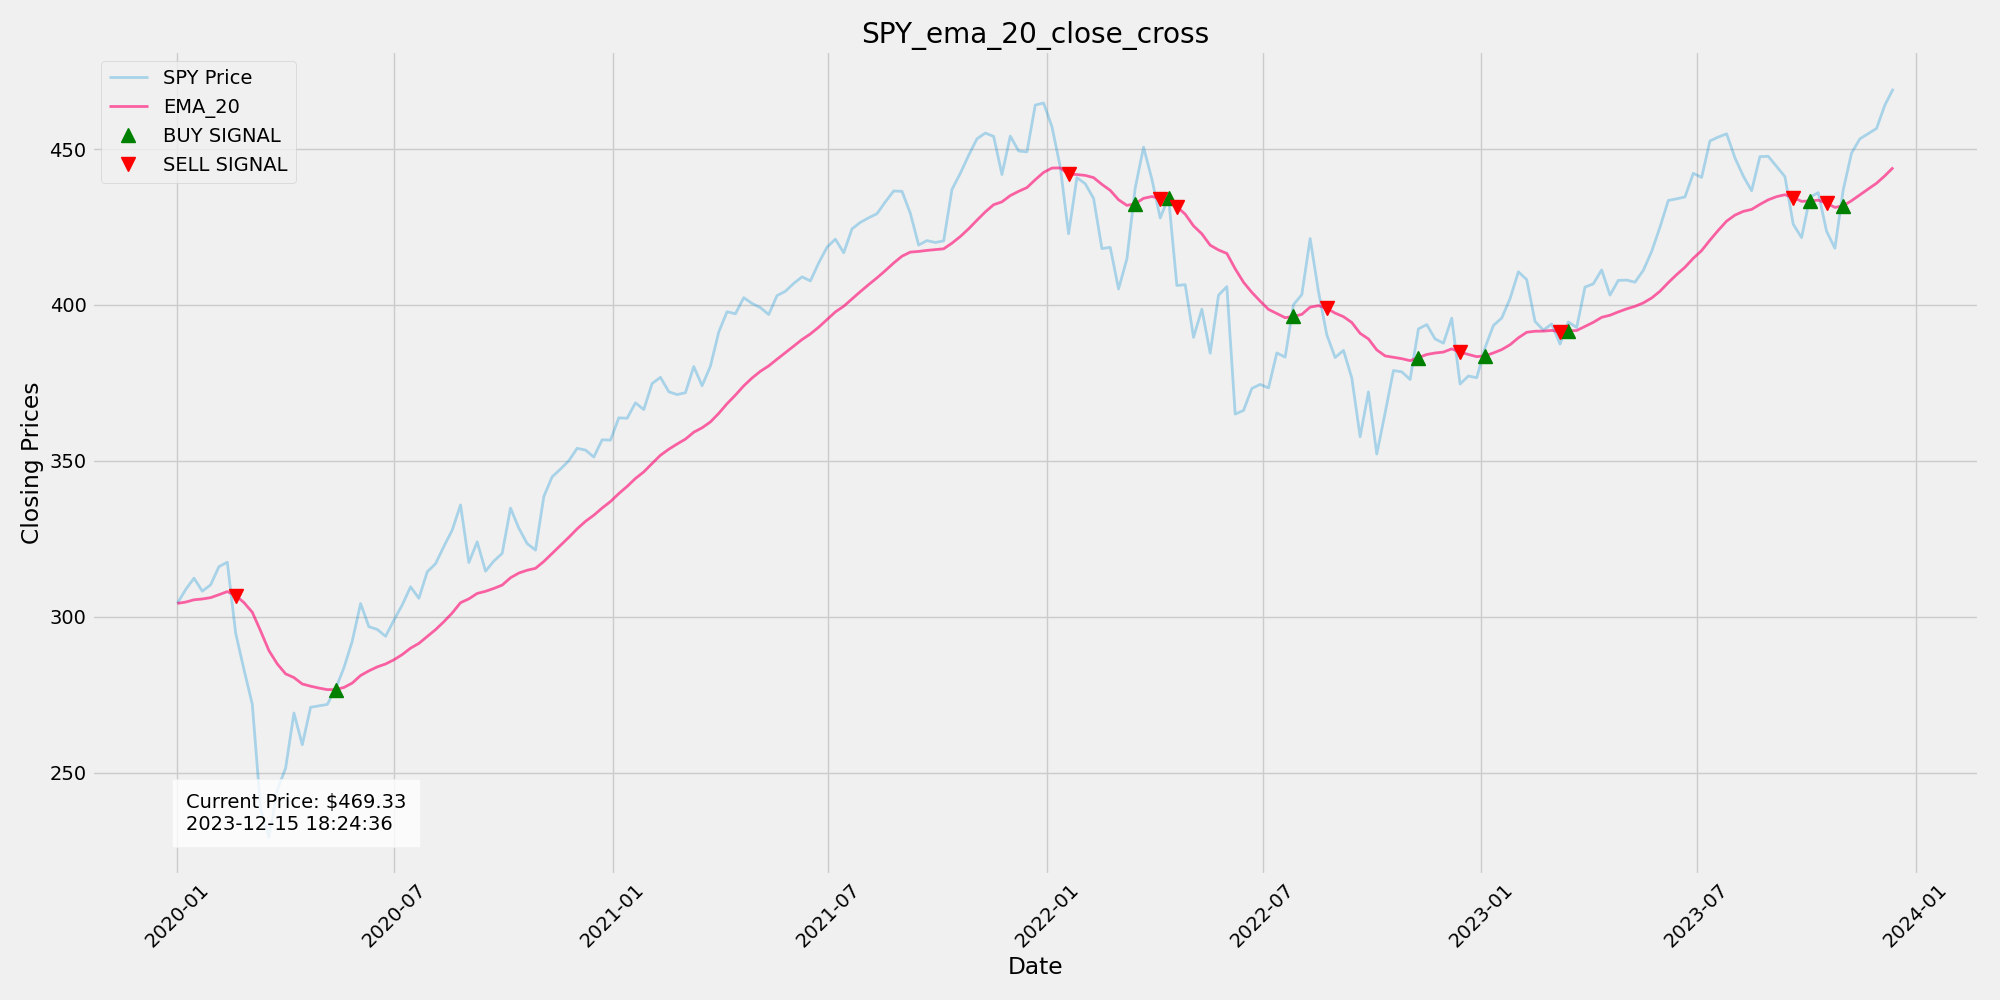 SPY_ema_20_close_cross
SPY Price
EMA_20
BUY SIGNAL
SELL SIGNAL
450
400
350
300
250
Closing Prices
Current Price: $469.33
2023-12-15 18:24:36
2020-01
2020-07
2021-01
2021-07
2022-01
2022-07
2023-01
2023-07
2024-01
Date